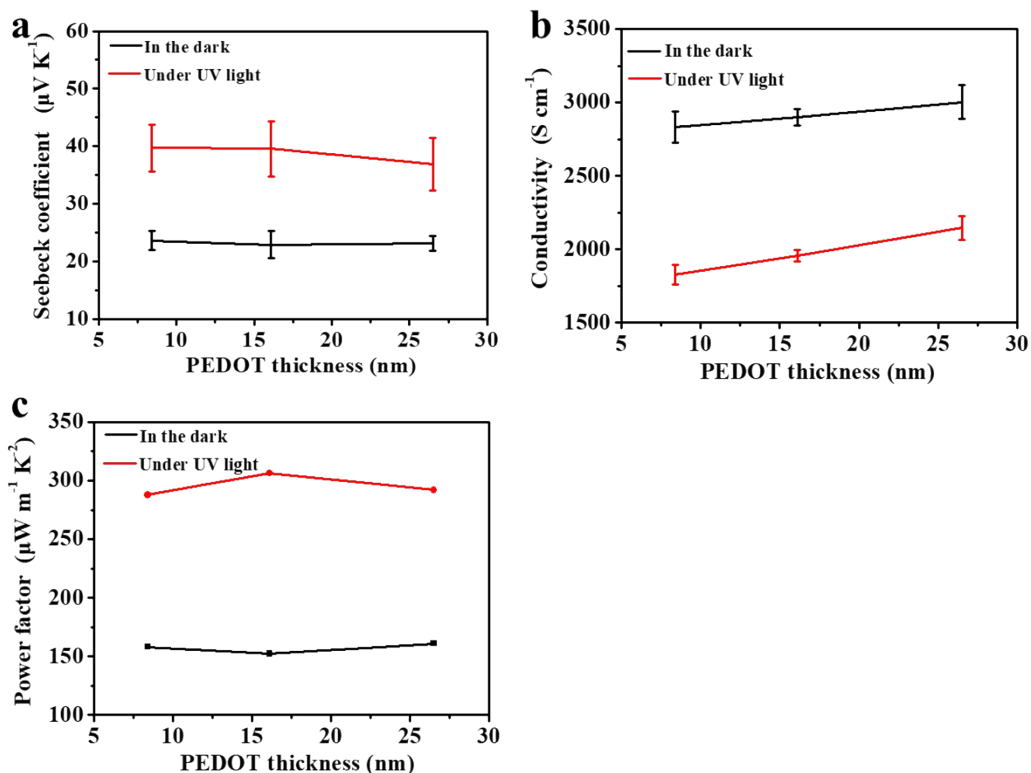 a
60
50
40
30
20
10
5 10 15 20 25 30
Seebeck coefficient (μV K⁻¹)
PEDOT thickness (nm)
In the dark
Under UV light
b
3500
3000
2500
2000
1500
5 10 15 20 25 30
Conductivity (S cm⁻¹)
PEDOT thickness (nm)
In the dark
Under UV light
c
350
300
250
200
150
100
5 10 15 20 25 30
Power factor (μW m⁻¹ K⁻²)
PEDOT thickness (nm)
In the dark
Under UV light